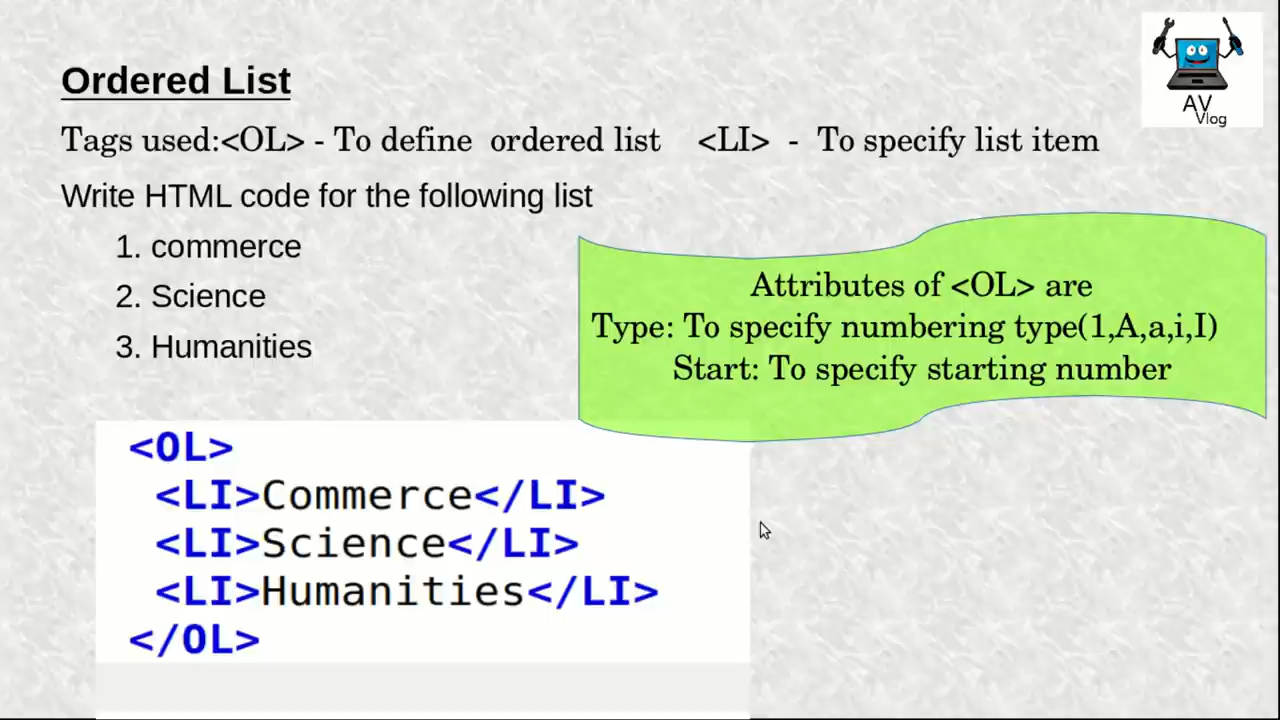 AV
Vlog
Ordered List
Tags used:<OL> - To define ordered list <LI> - To specify list item
Write HTML code for the following list
1. commerce
2. Science
3. Humanities
Attributes of <OL> are
Type: To specify numbering type(1,A,a,i,I)
Start: To specify starting number
<OL>
<LI>Commerce</LI>
<LI>Science</LI>
<LI>Humanities</LI>
</OL>